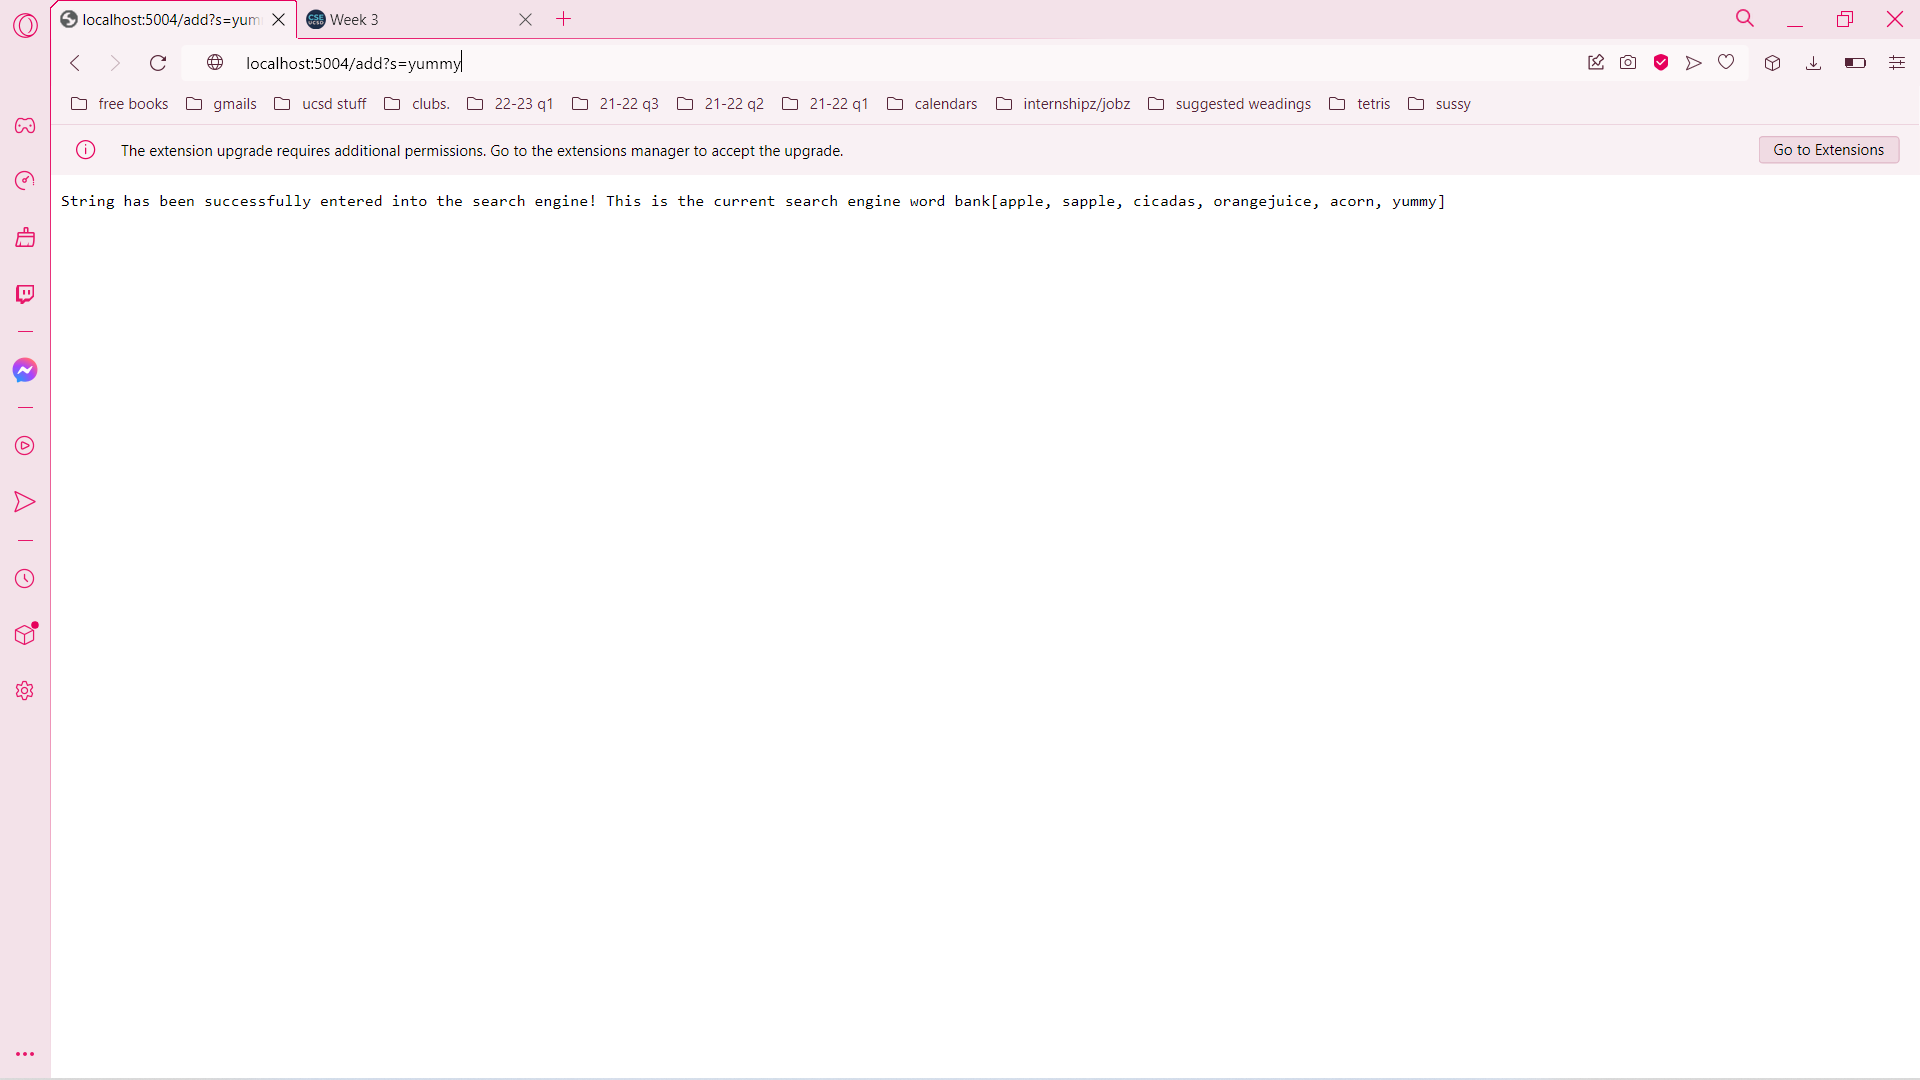 localhost:5004/add?s=yum
Week 3
localhost:5004/add?s=yummy
free books gmails ucsd stuff clubs. 22-23 q1 21-22 q3 21-22 q2 21-22 q1 calendars internshipz/jobz suggested weadings tetris sussy
The extension upgrade requires additional permissions. Go to the extensions manager to accept the upgrade.
Go to Extensions
String has been successfully entered into the search engine! This is the current search engine word bank[apple, sapple, cicadas, orangejuice, acorn, yummy]